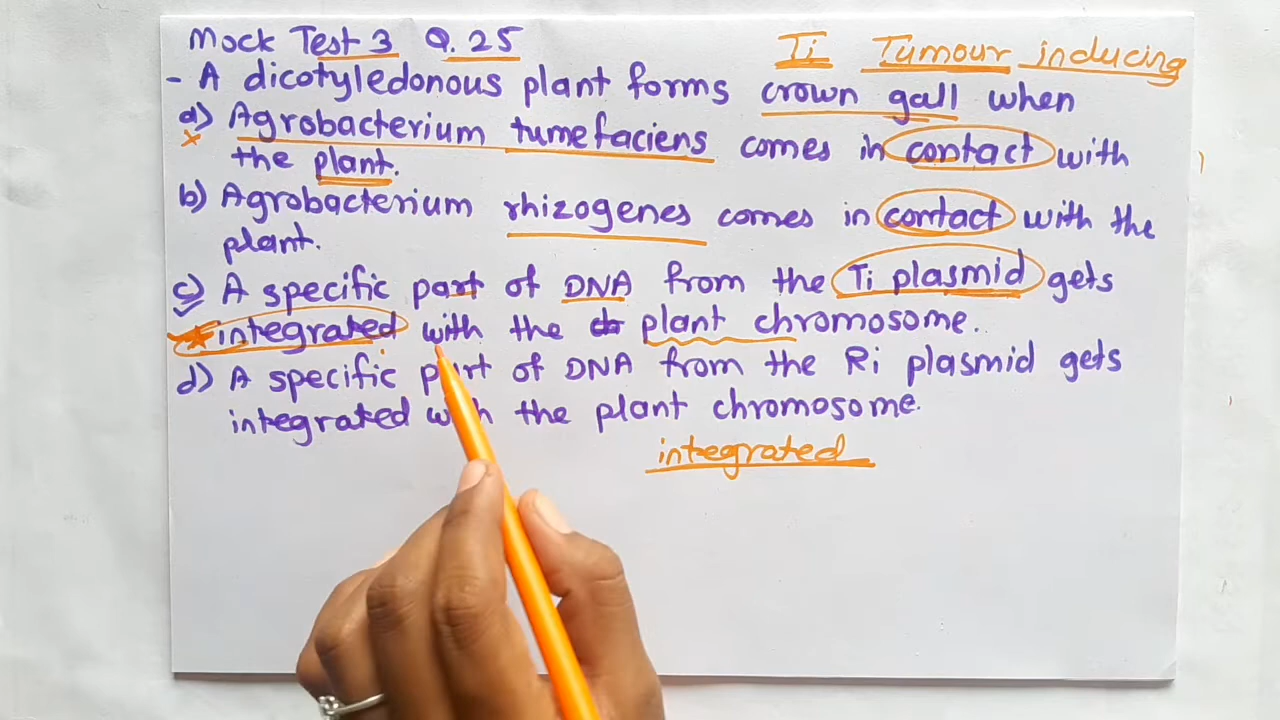 Mock Test 3 Q. 25
Ti Tumour inducing
- A dicotyledonous plant forms crown gall when
a) Agrobacterium tumefaciens comes in contact with
the plant.
b) Agrobacterium rhizogenes comes in contact with the
plant.
c) A specific part of DNA from the Ti plasmid gets
integrated with the plant chromosome.
d) A specific part of DNA from the Ri plasmid gets
integrated with the plant chromosome.
integrated